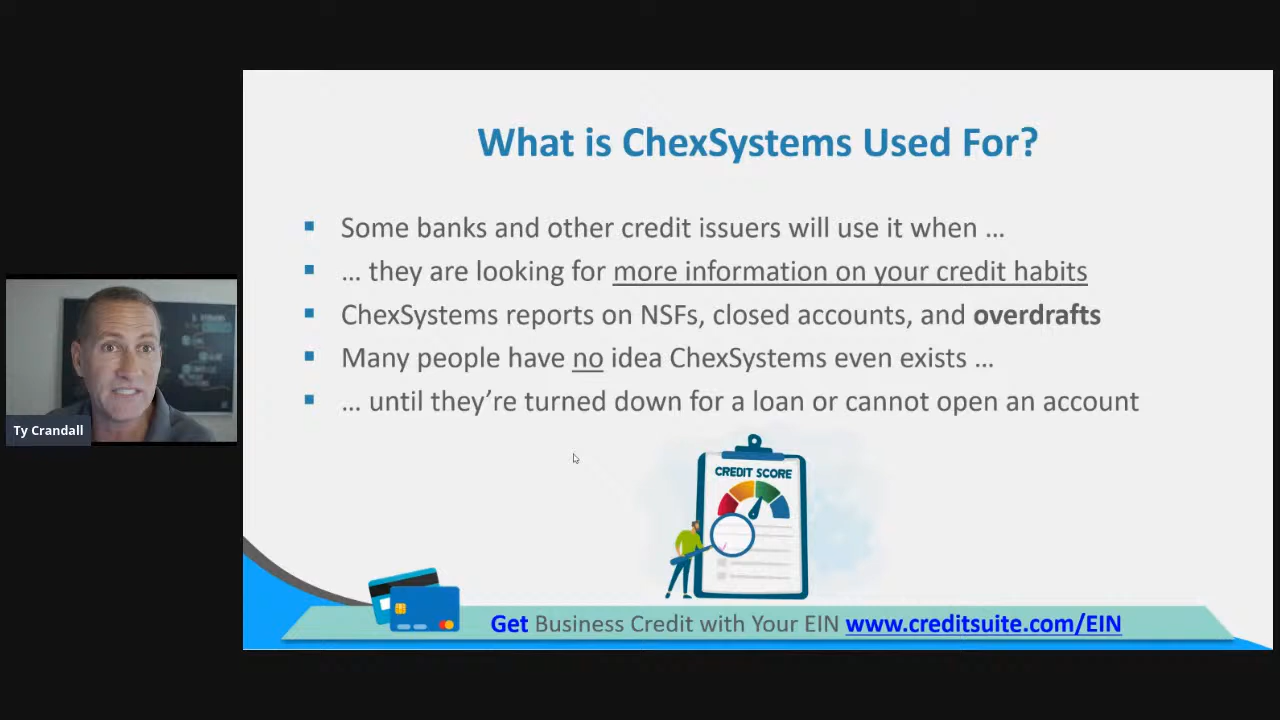 What is ChexSystems Used For?
Some banks and other credit issuers will use it when …
… they are looking for more information on your credit habits
ChexSystems reports on NSFs, closed accounts, and overdrafts
Many people have no idea ChexSystems even exists …
… until they’re turned down for a loan or cannot open an account
Ty Crandall
CREDIT SCORE
Get Business Credit with Your EIN www.creditsuite.com/EIN